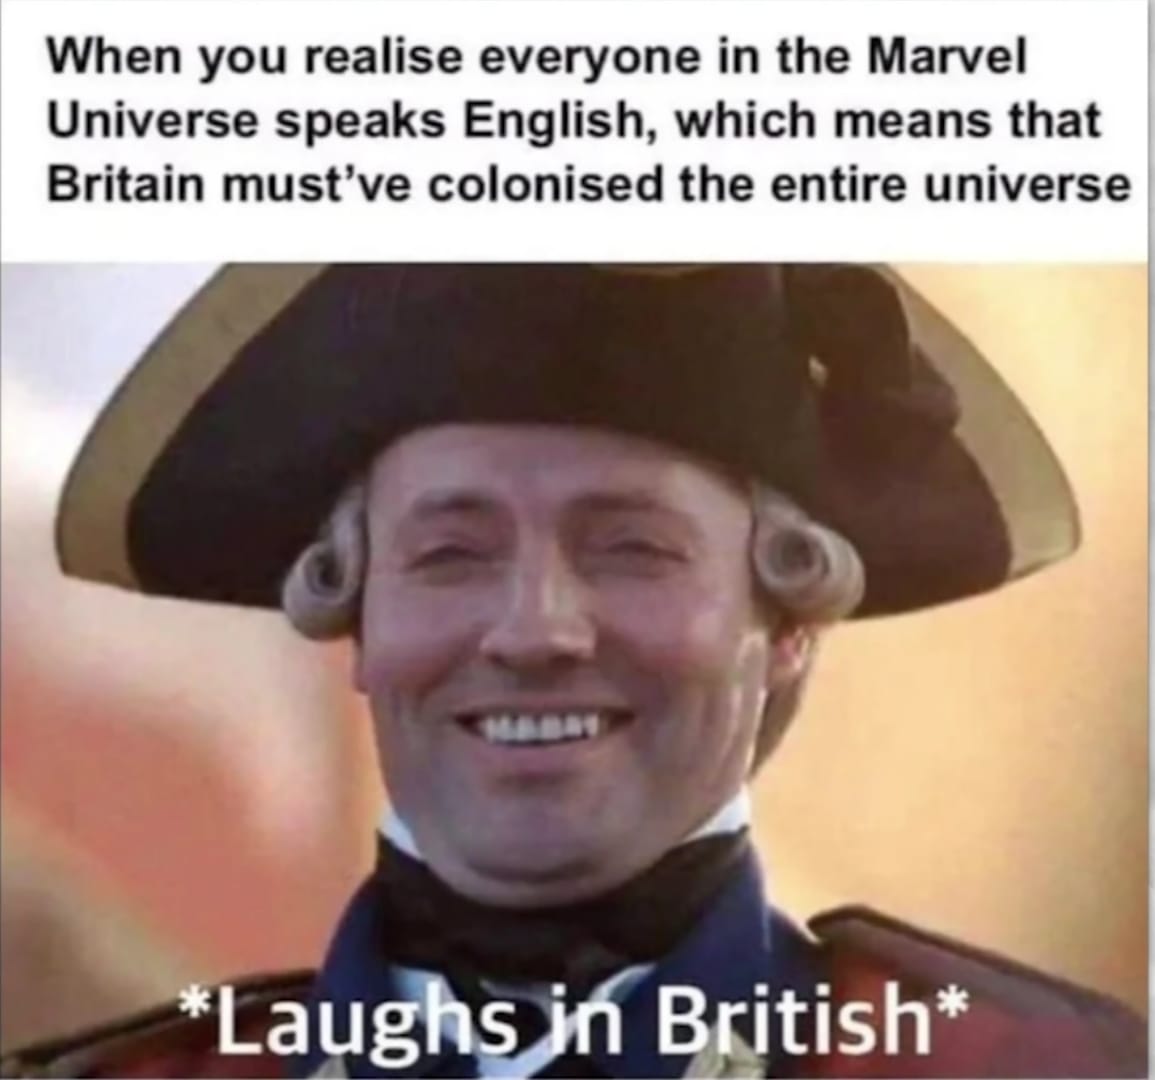 When you realise everyone in the Marvel
Universe speaks English, which means that
Britain must’ve colonised the entire universe
*Laughs in British*